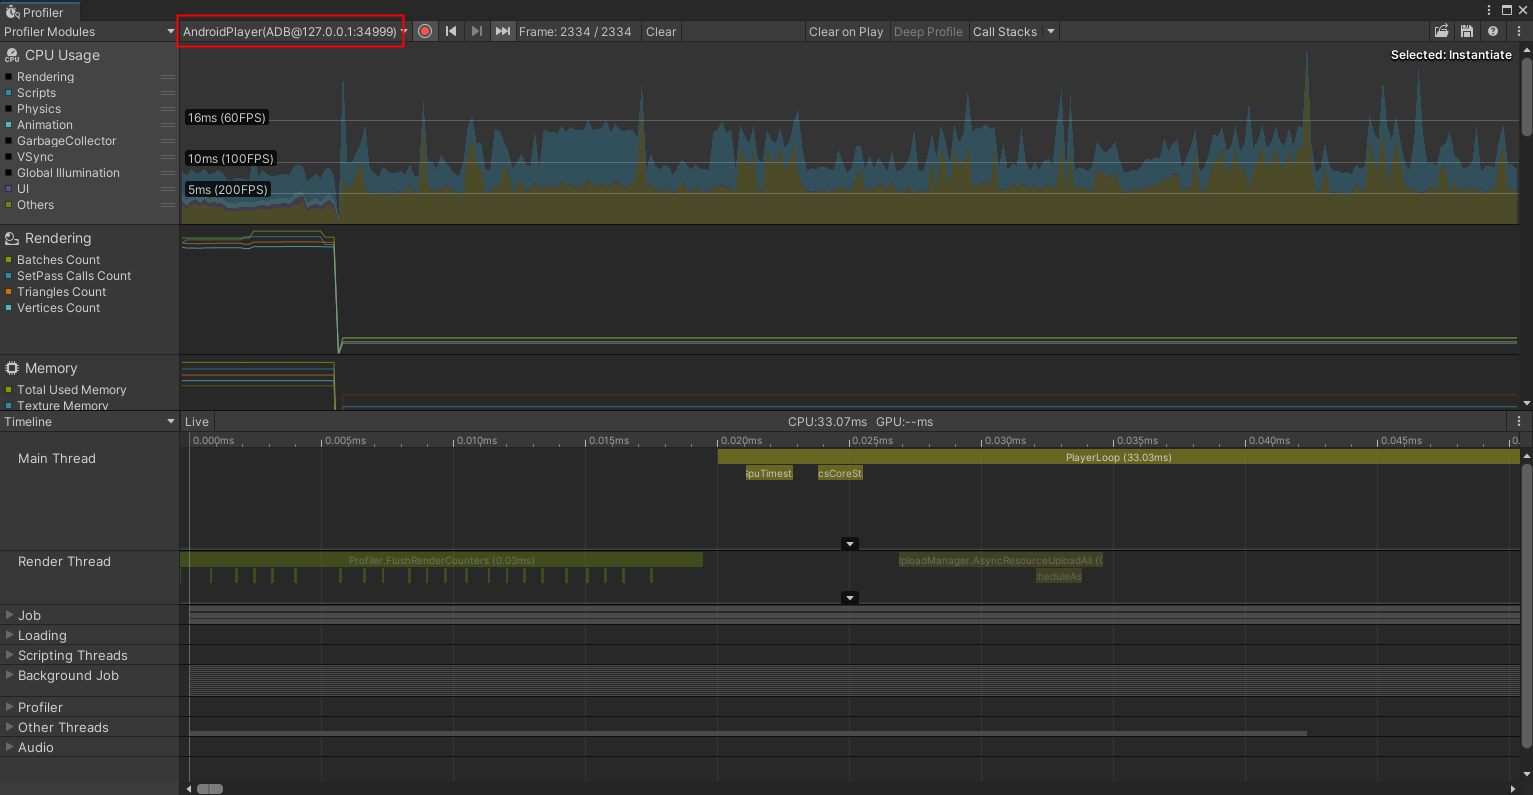 Profiler
Profiler Modules
AndroidPlayer(ADB@127.0.0.1:34999)
Frame: 2334 / 2334
Clear
Clear on Play
Deep Profile
Call Stacks
CPU Usage
Selected: Instantiate
Rendering
Scripts
Physics
Animation
GarbageCollector
VSync
Global Illumination
UI
Others
16ms (60FPS)
10ms (100FPS)
5ms (200FPS)
Rendering
Batches Count
SetPass Calls Count
Triangles Count
Vertices Count
Memory
Total Used Memory
Texture Memory
Timeline
Live
CPU:33.07ms GPU:--ms
0.000ms 0.005ms 0.010ms 0.015ms 0.020ms 0.025ms 0.030ms 0.035ms 0.040ms 0.045ms 0.
Main Thread
PlayerLoop (33.03ms)
GpuTimest
csCoreSt
Render Thread
Profiler.FlushRenderCounters (0.03ms)
UploadManager.AsyncResourceUploadAll (0
heduleAs
Job
Loading
Scripting Threads
Background Job
Profiler
Other Threads
Audio